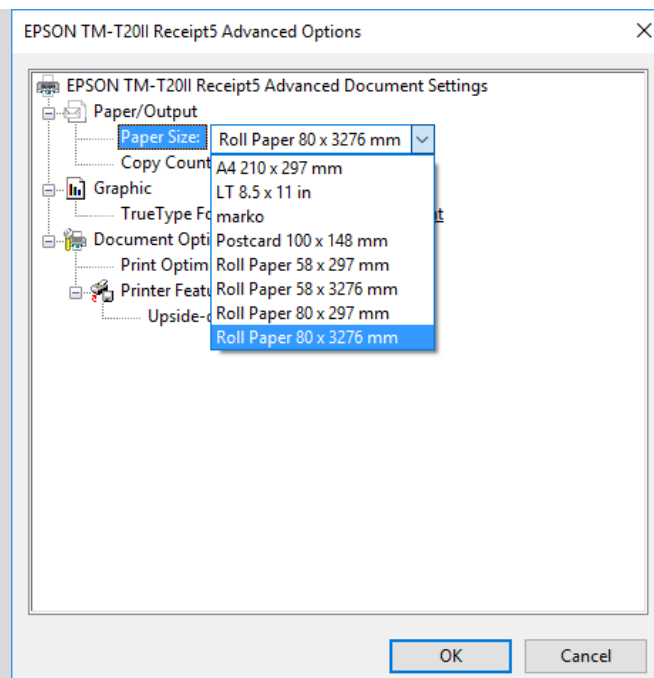 EPSON TM-T20II Receipt5 Advanced Options
EPSON TM-T20II Receipt5 Advanced Document Settings
Paper/Output
Paper Size: Roll Paper 80 x 3276 mm
Copy Count
A4 210 x 297 mm
LT 8.5 x 11 in
Graphic
TrueType
marko
Document
Postcard 100 x 148 mm
Print
Roll Paper 58 x 297 mm
Printer
Roll Paper 58 x 3276 mm
Roll Paper 80 x 297 mm
Roll Paper 80 x 3276 mm
OK Cancel